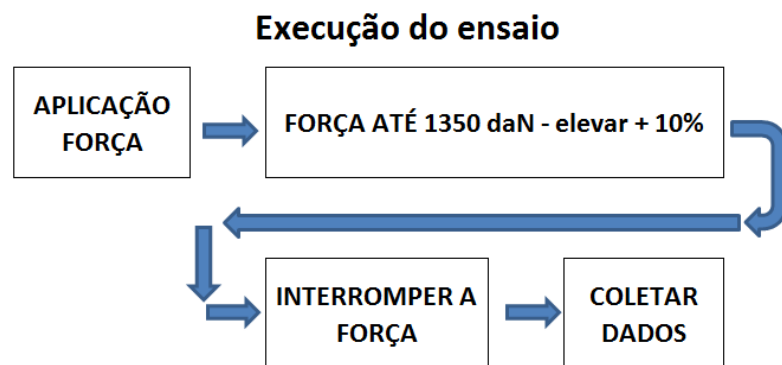 Execução do ensaio
APLICAÇÃO
FORÇA
FORÇA ATÉ 1350 daN - elevar + 10%
INTERROMPER A
FORÇA
COLETAR
DADOS